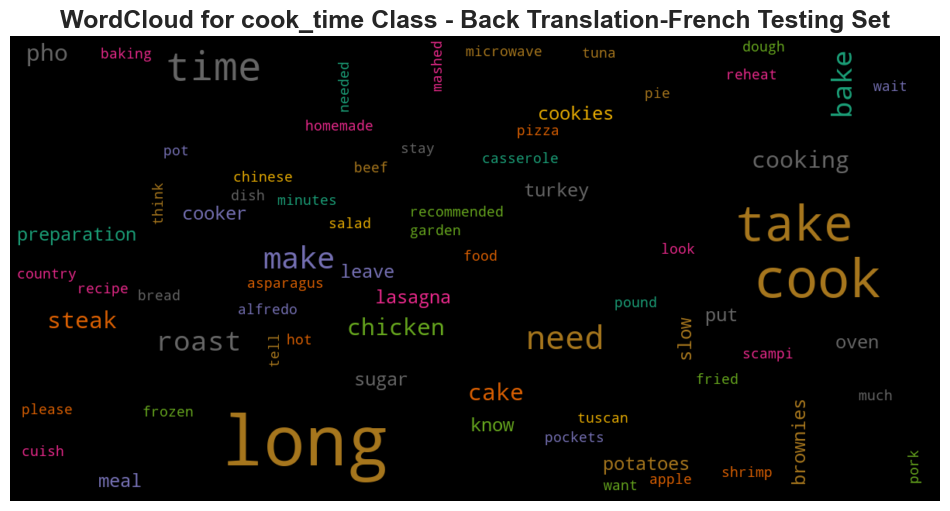 WordCloud for cook_time Class - Back Translation-French Testing Set
pho
baking
time
needed
mashed
microwave
tuna
dough
reheat
bake
wait
pie
cookies
pizza
homemade
pot
stay
casserole
cooking
chinese
beef
think
dish
minutes
turkey
cooker
salad
recommended
garden
take
preparation
make
leave
food
look
cook
country
recipe
bread
asparagus
alfredo
lasagna
pound
put
steak
roast
tell
hot
chicken
need
slow
scampi
oven
sugar
cake
fried
much
please
frozen
long
know
tuscan
pockets
brownies
cuish
meal
potatoes
want
apple
shrimp
pork